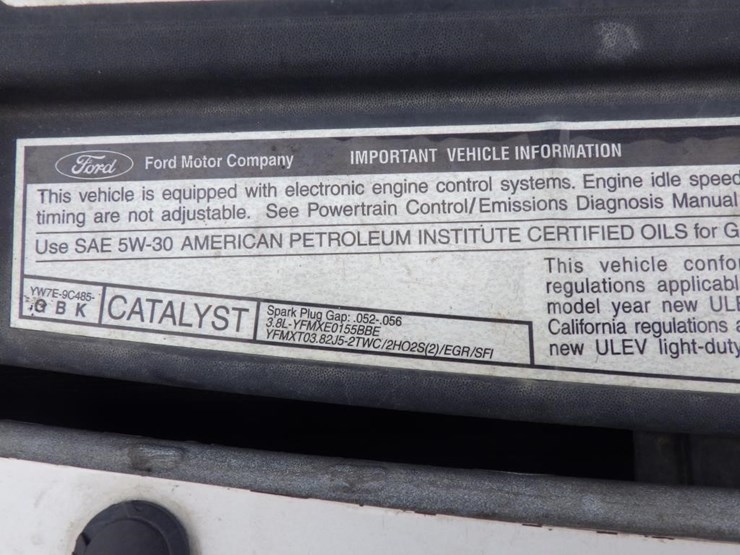 Ford Ford Motor Company IMPORTANT VEHICLE INFORMATION
This vehicle is equipped with electronic engine control systems. Engine idle speed
timing are not adjustable. See Powertrain Control/Emissions Diagnosis Manual
Use SAE 5W-30 AMERICAN PETROLEUM INSTITUTE CERTIFIED OILS for G
YW7E-9C485-
G B K
CATALYST
Spark Plug Gap: .052-.056
3.8L-YFMXE0155BBE
YFMXT03.82J5-2TWC/2HO2S(2)/EGR/SFI
This vehicle confo
regulations applicabl
model year new ULE
California regulations a
new ULEV light-duty